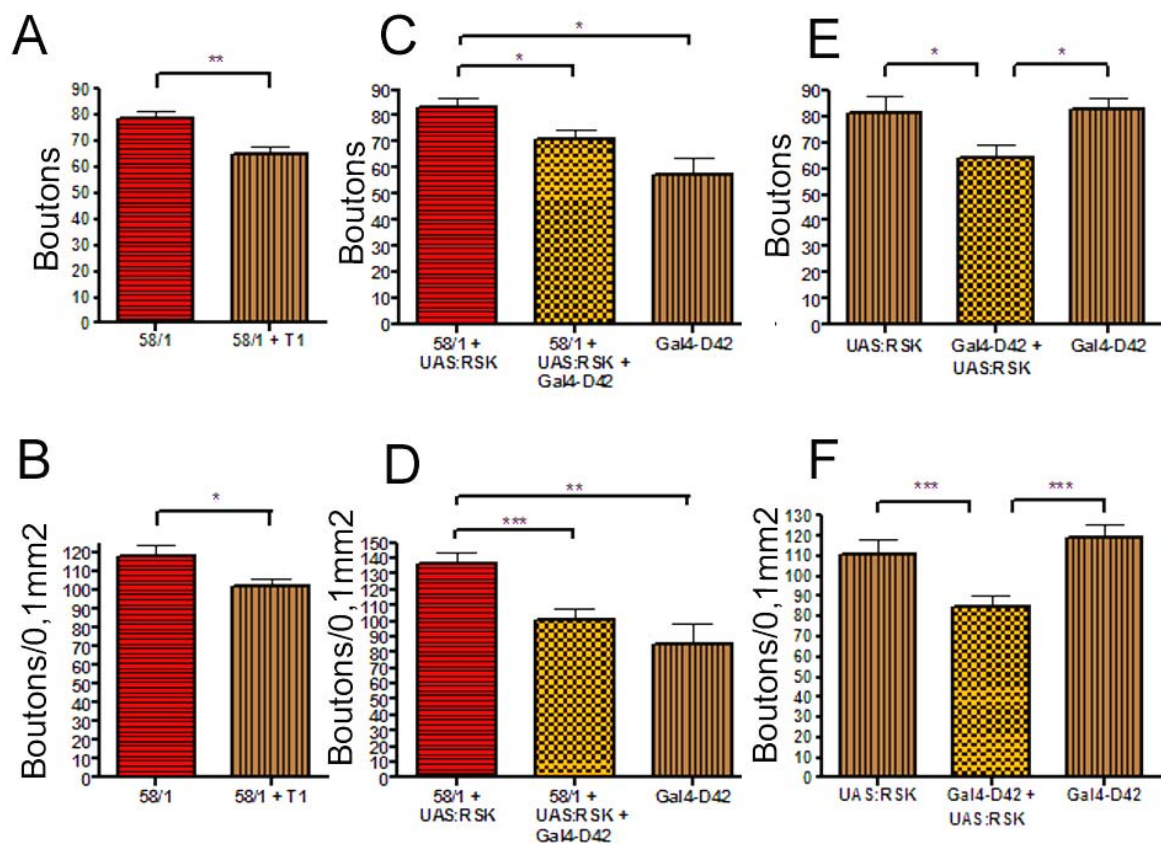 A
**
Boutons
90
80
70
60
50
40
30
20
10
0
58/1
58/1 + T1
C
*
*
Boutons
90
80
70
60
50
40
30
20
10
0
58/1 +
UAS:RSK
58/1 +
UAS:RSK +
Gal4-D42
Gal4-D42
E
*
*
Boutons
90
80
70
60
50
40
30
20
10
0
UAS:RSK
Gal4-D42 +
UAS:RSK
Gal4-D42
B
*
Boutons/0,1mm2
120
110
100
90
80
70
60
50
40
30
20
10
0
58/1
58/1 + T1
D
**
***
Boutons/0,1mm2
150
140
130
120
110
100
90
80
70
60
50
40
30
20
10
0
58/1 +
UAS:RSK
58/1 +
UAS:RSK +
Gal4-D42
Gal4-D42
F
***
***
Boutons/0,1mm2
130
120
110
100
90
80
70
60
50
40
30
20
10
0
UAS:RSK
Gal4-D42 +
UAS:RSK
Gal4-D42